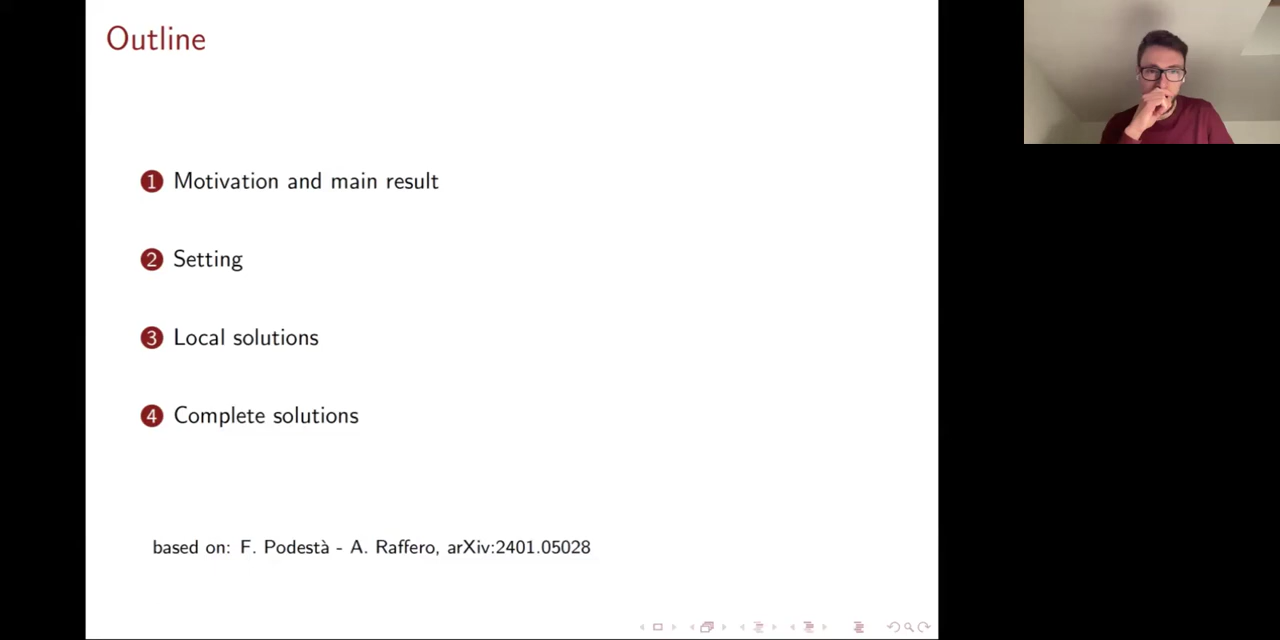 Outline
1 Motivation and main result
2 Setting
3 Local solutions
4 Complete solutions
based on: F. Podestà - A. Raffero, arXiv:2401.05028